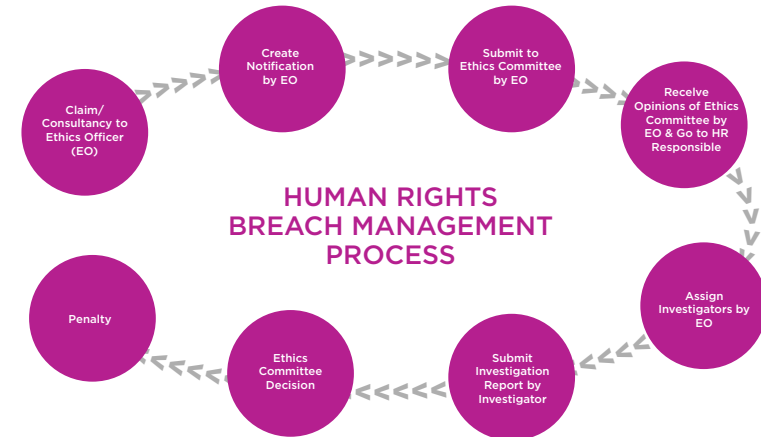 Claim/
Consultancy to
Ethics Officer
(EO)
Create
Notification
by EO
Submit to
Ethics Committee
by EO
Receive
Opinions of Ethics
Committee by
EO & Go to HR
Responsible
HUMAN RIGHTS
BREACH MANAGEMENT
PROCESS
Assign
Investigators by
EO
Submit
Investigation
Report by
Investigator
Ethics
Committee
Decision
Penalty